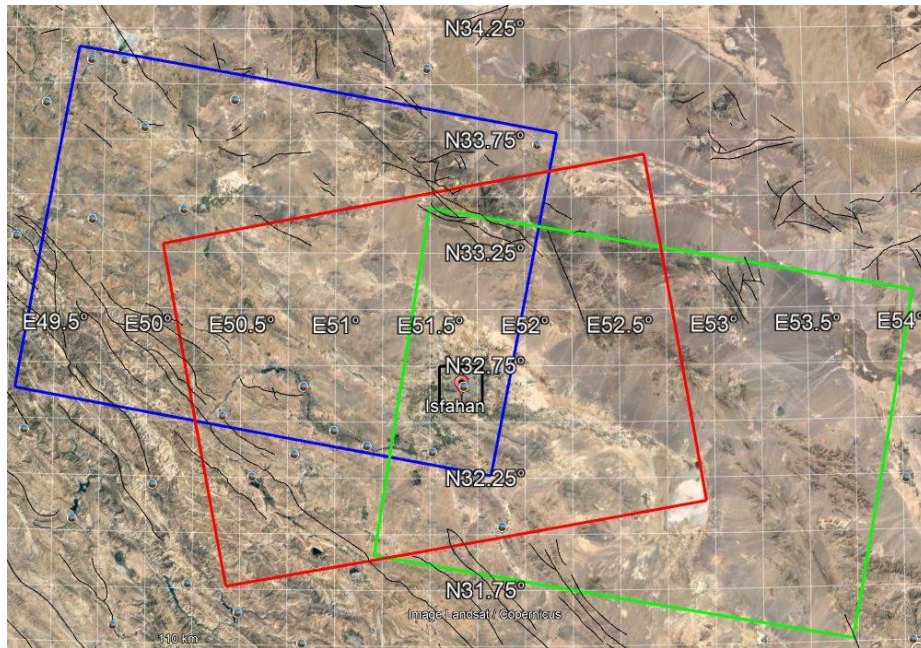 N34.25°
N33.75°
N33.25°
E49.5° E50° E50.5° E51° E51.5° E52° E52.5° E53° E53.5° E54°
N32.75°
Isfahan
N32.25°
N31.75°
Image Landsat / Copernicus
110 km